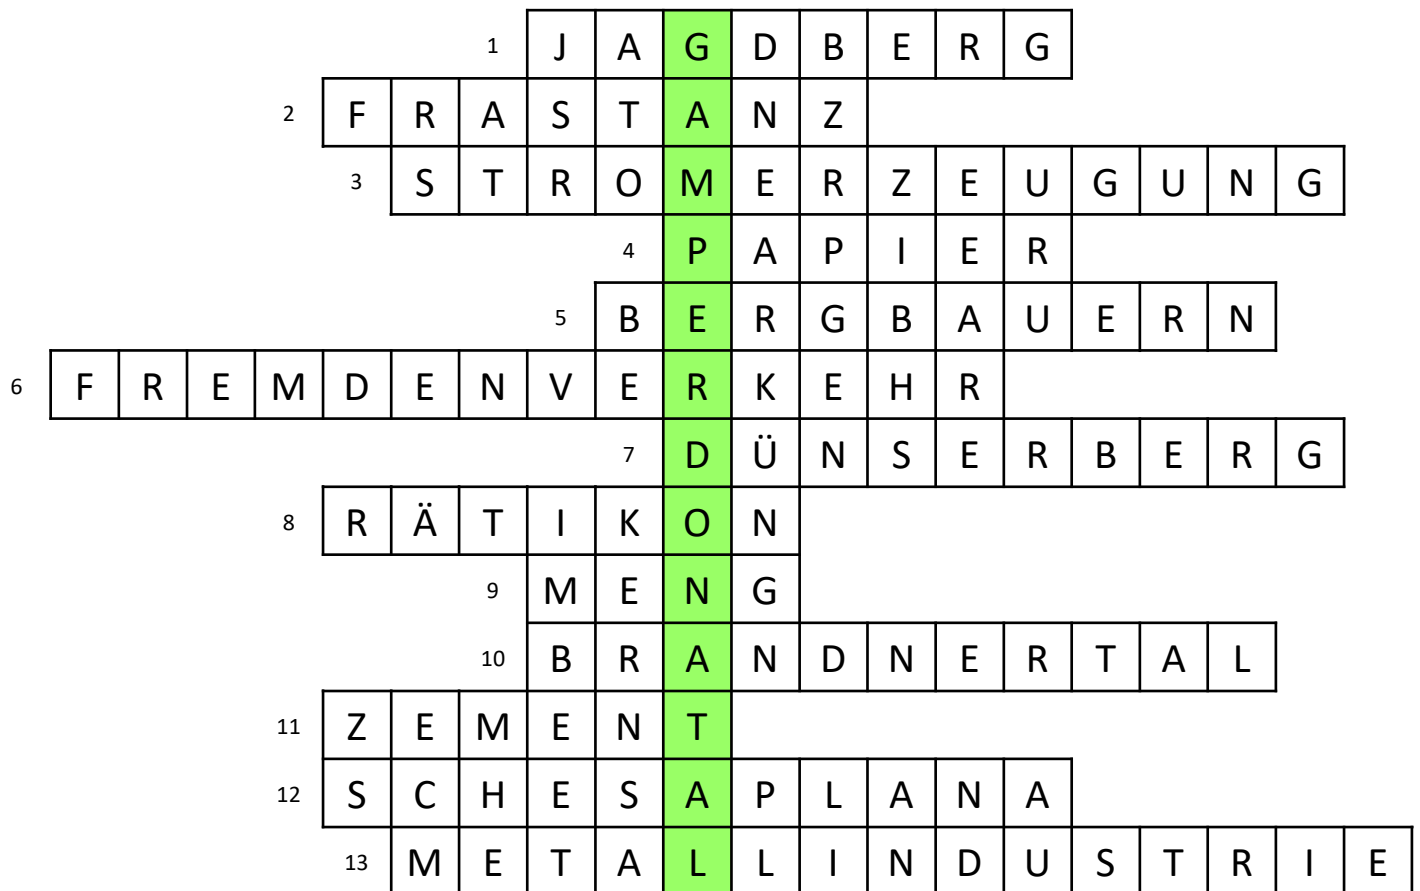 1 JAGDBERG
2 FRASTANZ
3 STROMERZEUGUNG
4 PAPIER
5 BERGBAUERN
6 FREMDENVERKEHR
7 DÜNSERBERG
8 RÄTIKON
9 MENG
10 BRANDNERTAL
11 ZEMENT
12 SCHESAPLANA
13 METALLINDUSTRIE